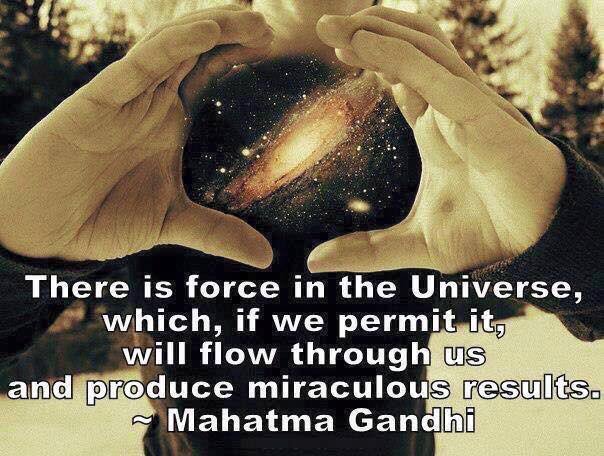 There is force in the Universe,
which, if we permit it,
will flow through us
and produce miraculous results.
~ Mahatma Gandhi